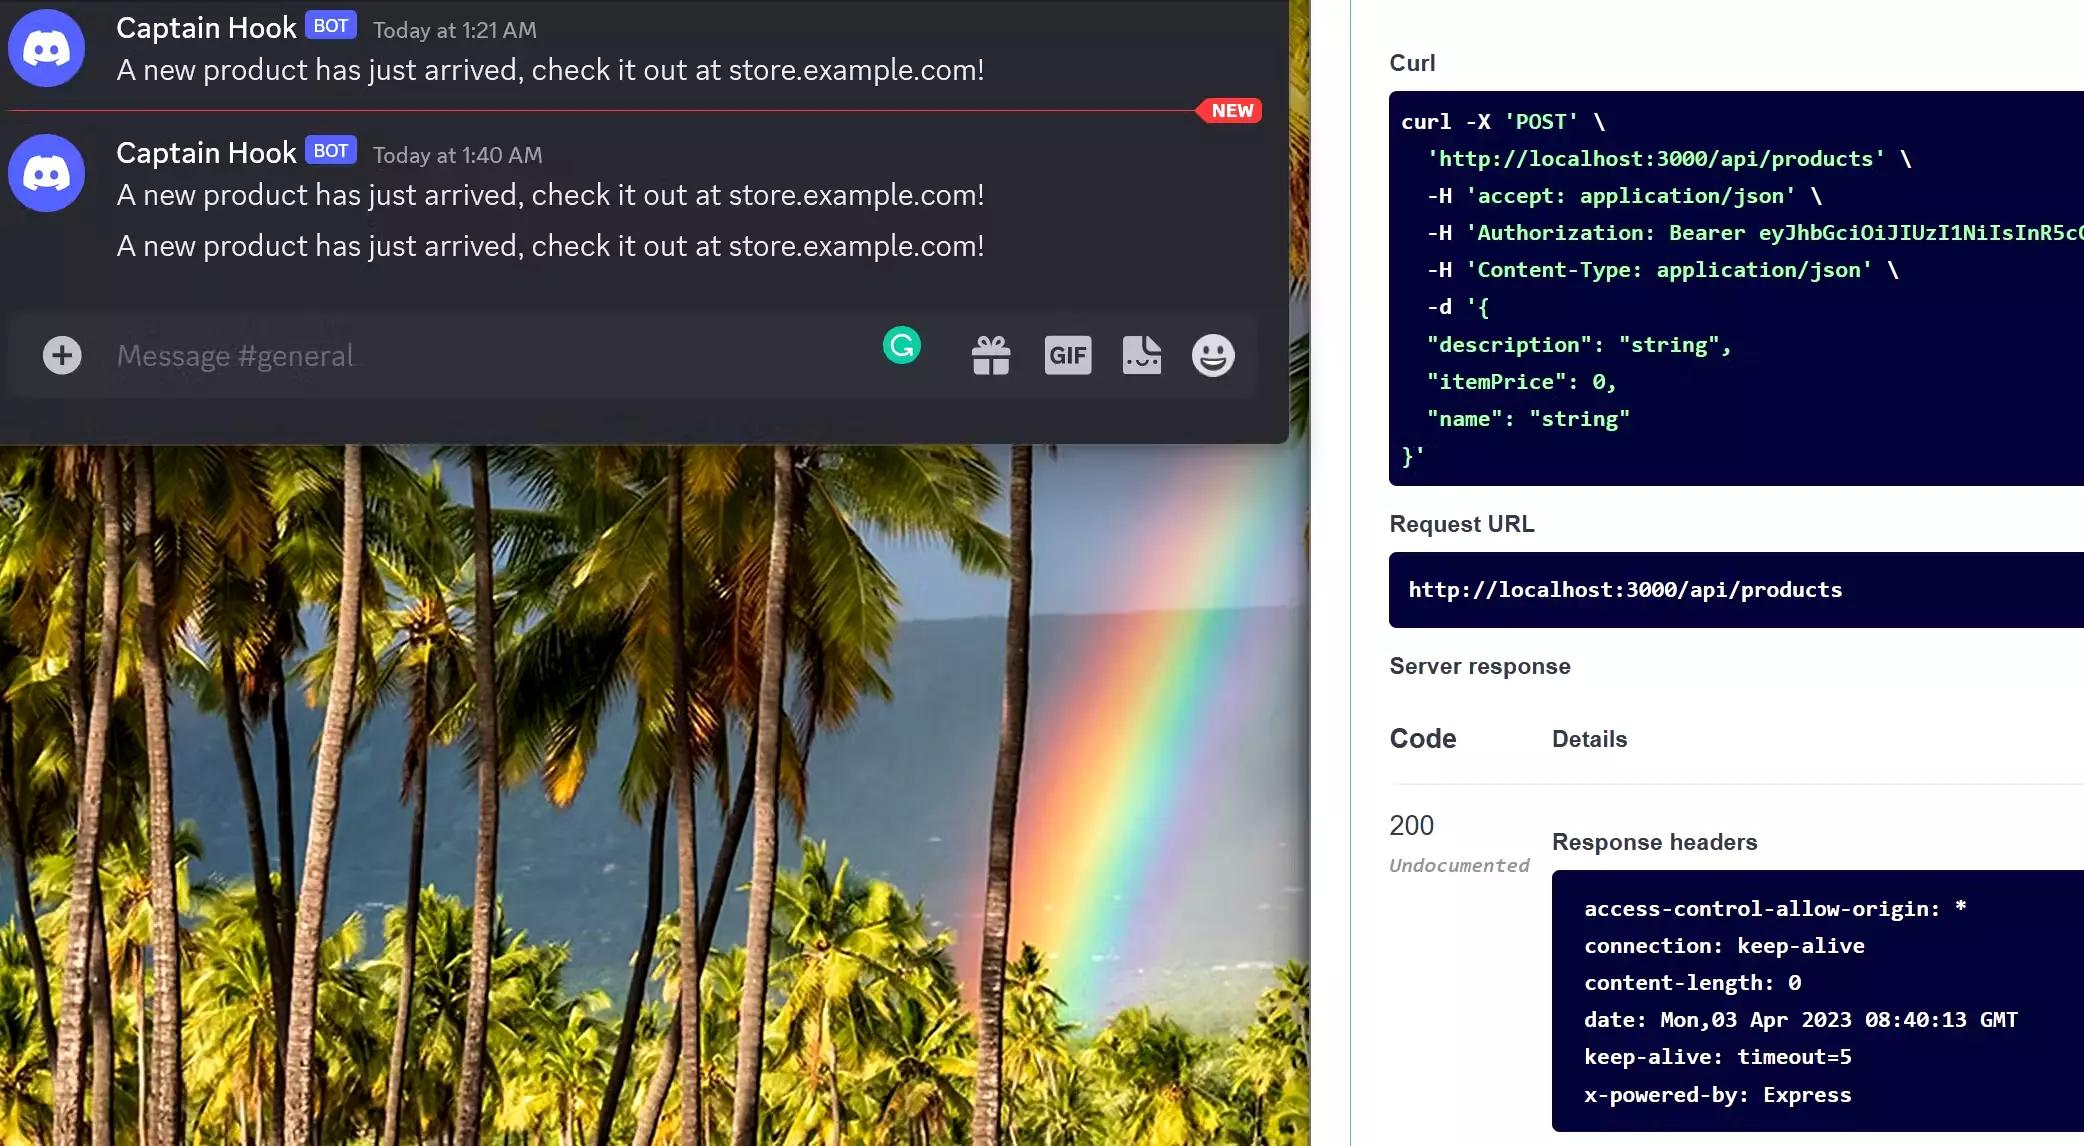 Captain Hook BOT Today at 1:21 AM
A new product has just arrived, check it out at store.example.com!
NEW
Captain Hook BOT Today at 1:40 AM
A new product has just arrived, check it out at store.example.com!
A new product has just arrived, check it out at store.example.com!
Message #general
GIF
Curl
curl -X 'POST' \
'http://localhost:3000/api/products' \
-H 'accept: application/json' \
-H 'Authorization: Bearer eyJhbGciOiJIUzI1NiIsInR5c
-H 'Content-Type: application/json' \
-d '{
"description": "string",
"itemPrice": 0,
"name": "string"
}'
Request URL
http://localhost:3000/api/products
Server response
Code Details
200
Undocumented
Response headers
access-control-allow-origin: *
connection: keep-alive
content-length: 0
date: Mon,03 Apr 2023 08:40:13 GMT
keep-alive: timeout=5
x-powered-by: Express